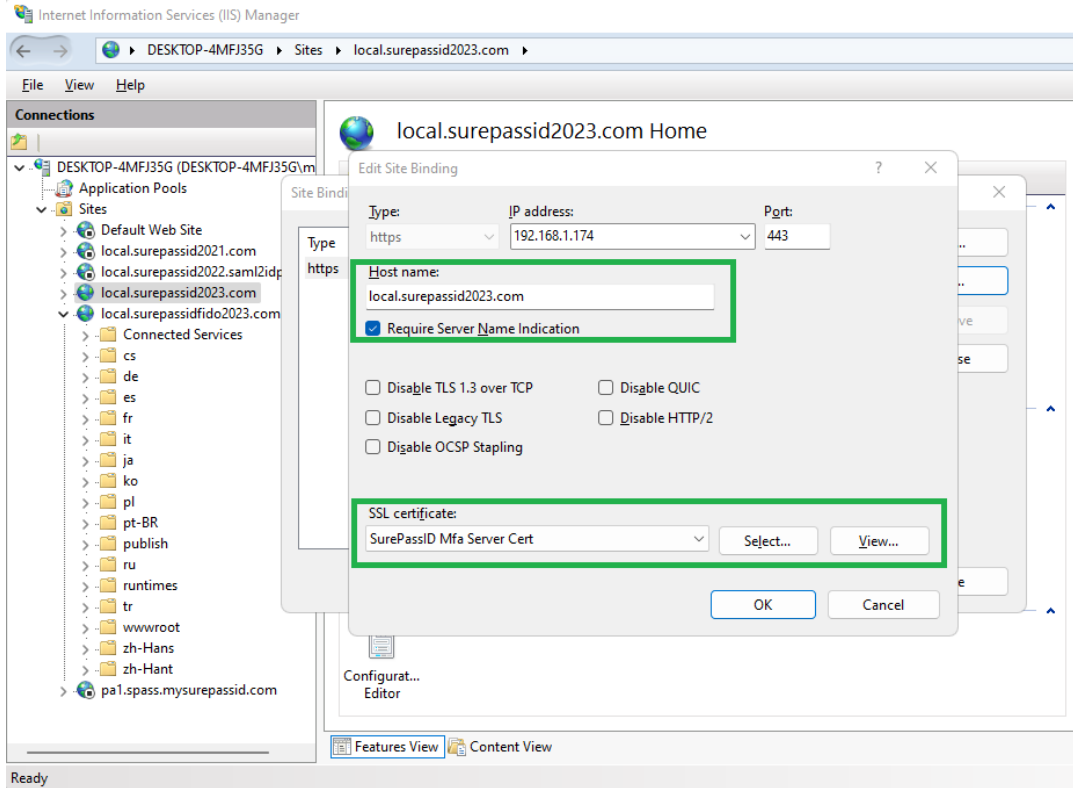 Internet Information Services (IIS) Manager
DESKTOP-4MFJ35G Sites local.surepassid2023.com
File View Help
Connections
DESKTOP-4MFJ35G (DESKTOP-4MFJ35G\m
Application Pools
Sites
Default Web Site
local.surepassid2021.com
local.surepassid2022.saml2idp
local.surepassid2023.com
local.surepassidfido2023.com
Connected Services
cs
de
es
fr
it
ja
ko
pl
pt-BR
publish
ru
runtimes
tr
wwwroot
zh-Hans
zh-Hant
pa1.spass.mysurepassid.com
local.surepassid2023.com Home
Site Bindi
Type
https
Edit Site Binding ?
Type: IP address: Port:
https 192.168.1.174 443
Host name:
local.surepassid2023.com
Require Server Name Indication
Disable TLS 1.3 over TCP Disable QUIC
Disable Legacy TLS Disable HTTP/2
Disable OCSP Stapling
SSL certificate:
SurePassID Mfa Server Cert Select... View...
OK Cancel
...
...
ve
se
e
Configurat...
Editor
Features View Content View
Ready